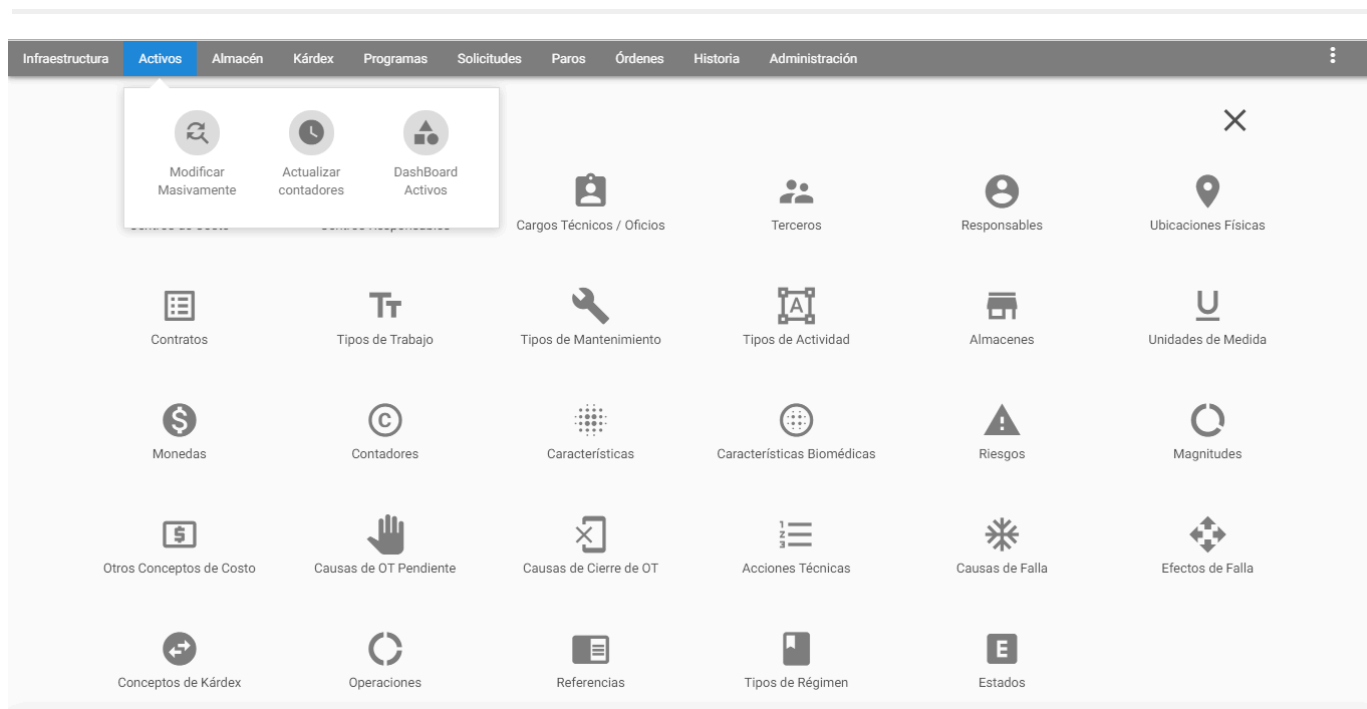 Infraestructura Activos Almacén Kárdex Programas Solicitudes Paros Órdenes Historia Administración
Modificar Masivamente
Actualizar contadores
DashBoard Activos
Cargos Técnicos / Oficios Terceros Responsables Ubicaciones Físicas
Contratos Tipos de Trabajo Tipos de Mantenimiento Tipos de Actividad Almacenes Unidades de Medida
Monedas Contadores Características Características Biomédicas Riesgos Magnitudes
Otros Conceptos de Costo Causas de OT Pendiente Causas de Cierre de OT Acciones Técnicas Causas de Falla Efectos de Falla
Conceptos de Kárdex Operaciones Referencias Tipos de Régimen Estados